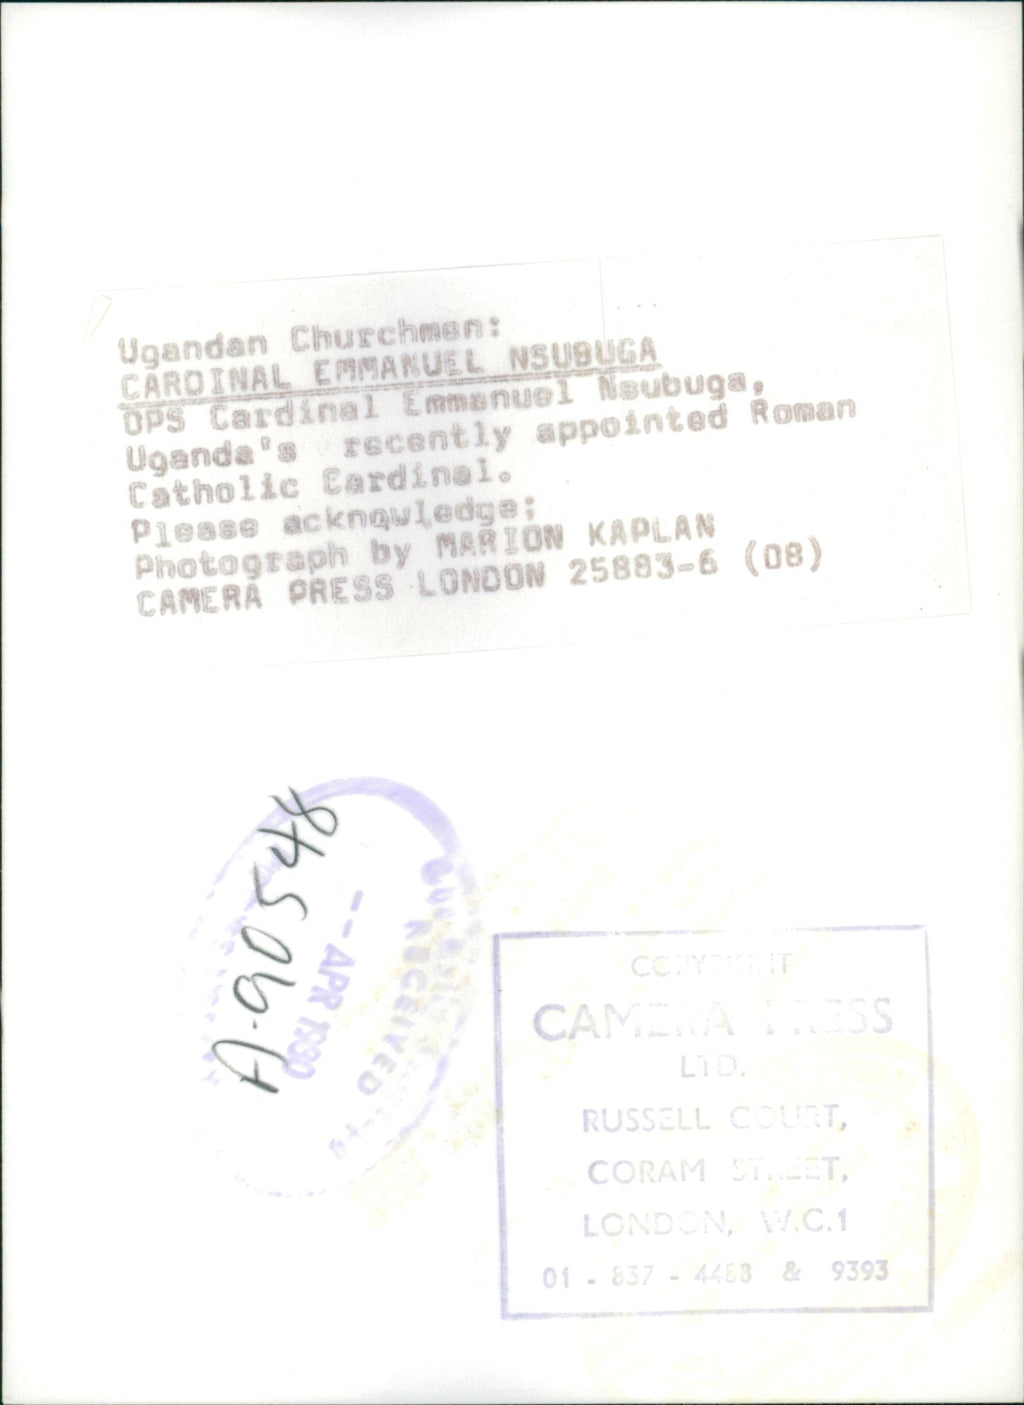 Ugandan Churchmen:
CARDINAL EMMANUEL NSUBUGA
OPS Cardinal Emmanuel Nsubuga,
Uganda's recently appointed Roman
Catholic Cardinal.
Please acknowledge;
Photograph by MARION KAPLAN
CAMERA PRESS LONDON 25883-6 (08)
A-90548
-- APR 1980
RECEIVED
COPYRIGHT
CAMERA PRESS
LTD.
RUSSELL COURT,
CORAM STREET,
LONDON, W.C.1
01 - 837 - 4488 & 9393